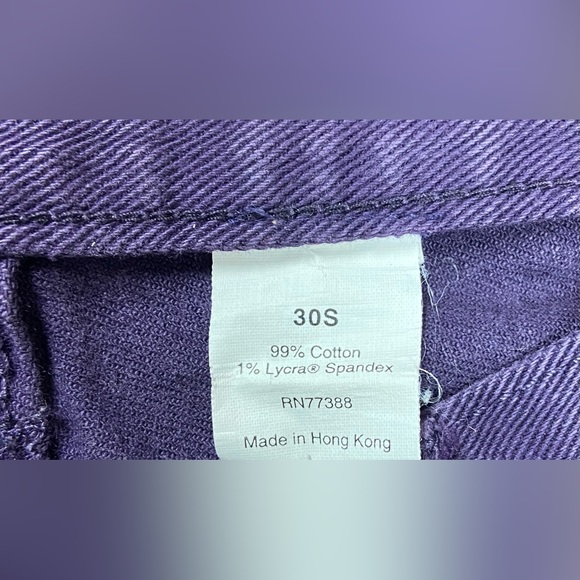 30S
99% Cotton
1% Lycra® Spandex
RN77388
Made in Hong Kong